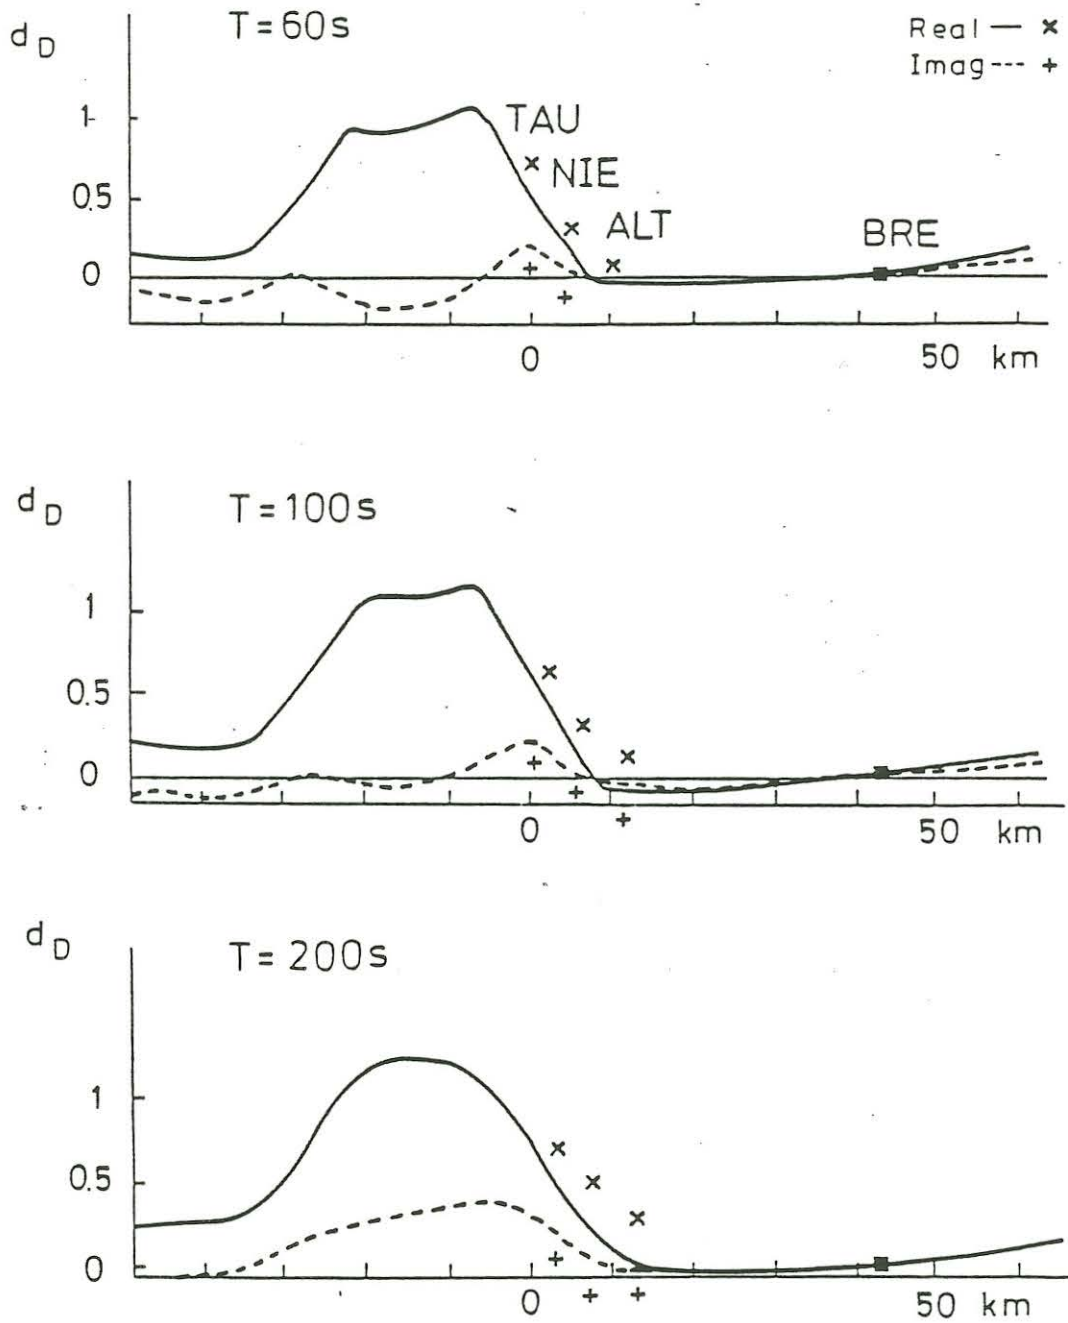 d D
T=60s
Real — ×
Imag --- +
1
TAU
NIE
0.5
ALT
BRE
0
0
50 km
d D
T=100s
1
0.5
0
0
50 km
d D
T=200s
1
0.5
0
0
50 km